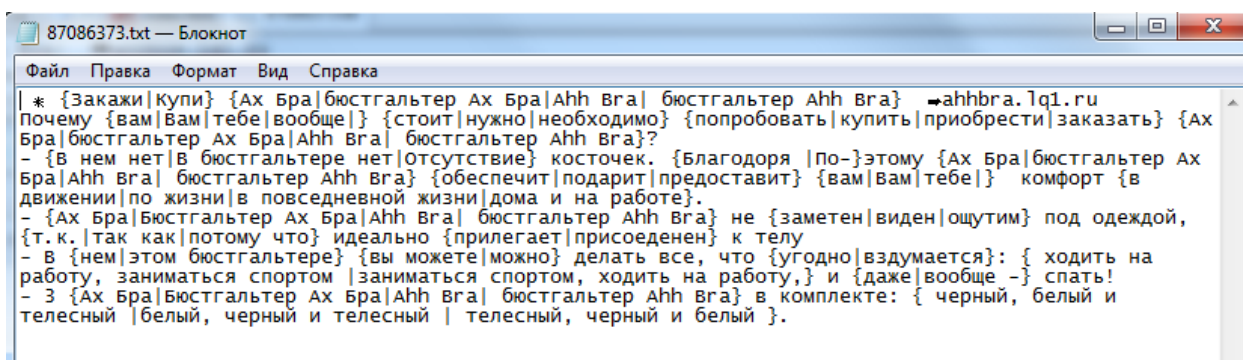 87086373.txt — Блокнот
Файл Правка Формат Вид Справка
* {Закажи|Купи} {Ах Бра|бюстгальтер Ах Бра|Ahh Bra| бюстгальтер Ahh Bra} ➡ahhbra.lq1.ru
Почему {вам|Вам|тебе|вообще|} {стоит|нужно|необходимо} {попробовать|купить|приобрести|заказать} {Ах
Бра|бюстгальтер Ах Бра|Ahh Bra| бюстгальтер Ahh Bra}?
- {В нем нет|В бюстгальтере нет|Отсутствие} косточек. {Благодоря |По-}этому {Ах Бра|бюстгальтер Ах
Бра|Ahh Bra| бюстгальтер Ahh Bra} {обеспечит|подарит|предоставит} {вам|Вам|тебе|} комфорт {в
движении|по жизни|в повседневной жизни|дома и на работе}.
- {Ах Бра|Бюстгальтер Ах Бра|Ahh Bra| бюстгальтер Ahh Bra} не {заметен|виден|ощутим} под одеждой,
{т.к.|так как|потому что} идеально {прилегает|присоеденен} к телу
- В {нем|этом бюстгальтере} {вы можете|можно} делать все, что {угодно|вздумается}: { ходить на
работу, заниматься спортом |заниматься спортом, ходить на работу,} и {даже|вообще -} спать!
- 3 {Ах Бра|Бюстгальтер Ах Бра|Ahh Bra| бюстгальтер Ahh Bra} в комплекте: { черный, белый и
телесный |белый, черный и телесный | телесный, черный и белый }.